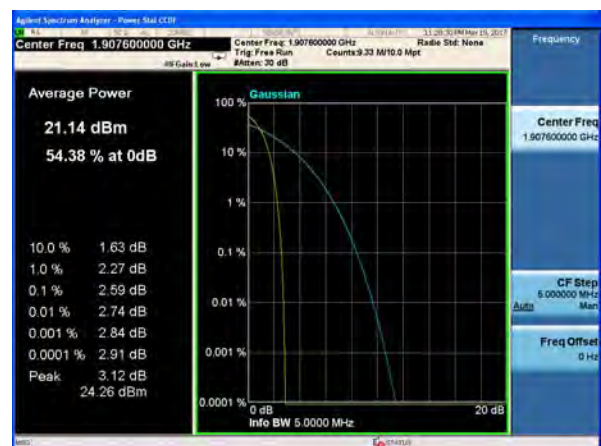 Agilent Spectrum Analyzer - Power Stat CCDF
Center Freq 1.907600000 GHz
Center Freq: 1.907600000 GHz
Radio Std: None
Trig: Free Run
Counts:9.33 M/10.0 Mpt
#IFGain:Low
#Atten: 30 dB
Frequency
Average Power
21.14 dBm
54.38 % at 0dB
10.0 % 1.63 dB
1.0 % 2.27 dB
0.1 % 2.59 dB
0.01 % 2.74 dB
0.001 % 2.84 dB
0.0001 % 2.91 dB
Peak 3.12 dB
24.26 dBm
Gaussian
100 %
10 %
1 %
0.1 %
0.01 %
0.001 %
0.0001 %
0 dB
20 dB
Info BW 5.0000 MHz
Center Freq
1.907600000 GHz
CF Step
5.000000 MHz
Auto Man
Freq Offset
0 Hz
MSG
STATUS